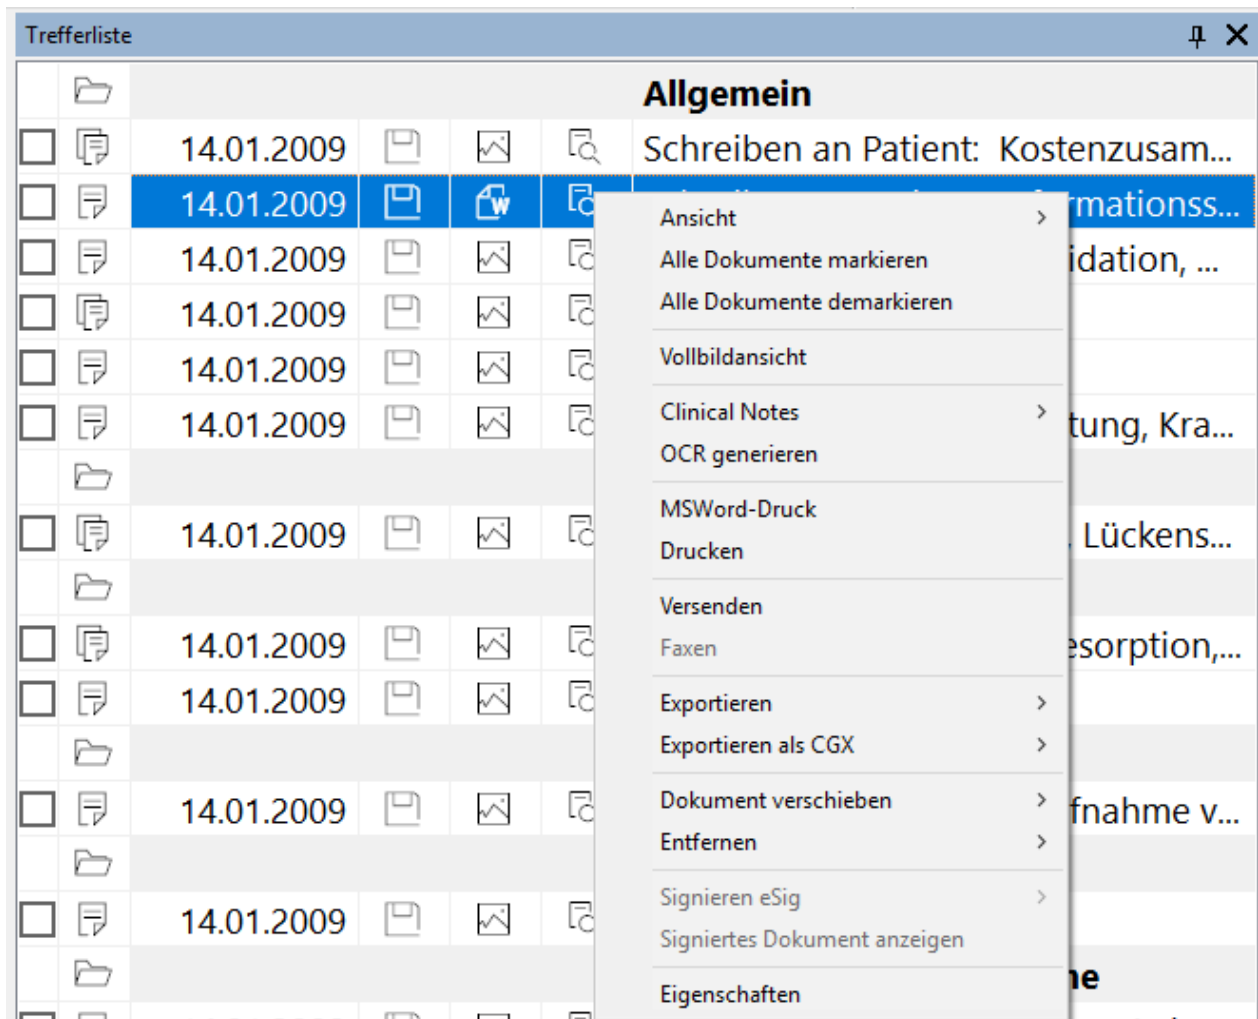 Trefferliste
Allgemein
14.01.2009 Schreiben an Patient: Kostenzusam...
14.01.2009
14.01.2009 idation, ...
14.01.2009
14.01.2009
14.01.2009 tung, Kra...
14.01.2009 , Lückens...
14.01.2009 esorption,...
14.01.2009
14.01.2009 fnahme v...
14.01.2009
ne
rmationss...
Ansicht
Alle Dokumente markieren
Alle Dokumente demarkieren
Vollbildansicht
Clinical Notes
OCR generieren
MSWord-Druck
Drucken
Versenden
Faxen
Exportieren
Exportieren als CGX
Dokument verschieben
Entfernen
Signieren eSig
Signiertes Dokument anzeigen
Eigenschaften